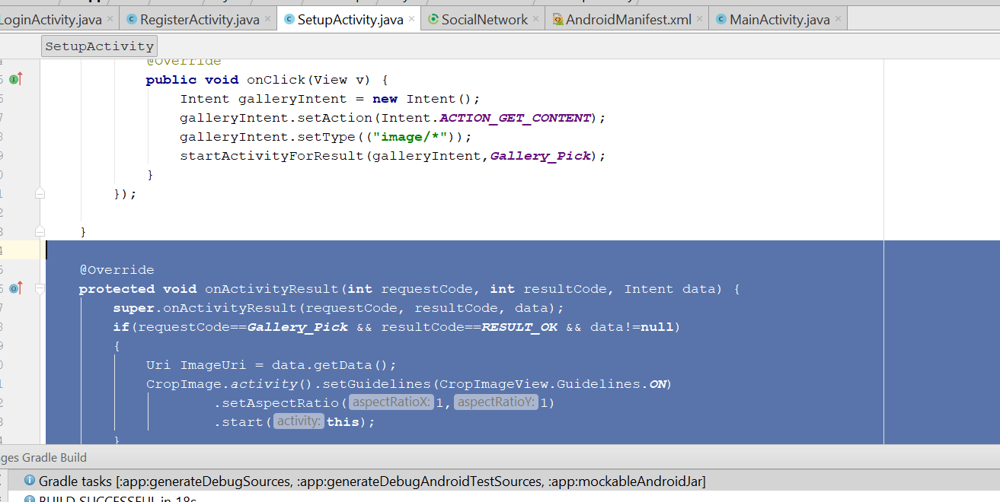 LoginActivity.java × RegisterActivity.java × SetupActivity.java × SocialNetwork × AndroidManifest.xml × MainActivity.java ×
SetupActivity
@Override
public void onClick(View v) {
Intent galleryIntent = new Intent();
galleryIntent.setAction(Intent.ACTION_GET_CONTENT);
galleryIntent.setType(("image/*"));
startActivityForResult(galleryIntent,Gallery_Pick);
}
});
}
@Override
protected void onActivityResult(int requestCode, int resultCode, Intent data) {
super.onActivityResult(requestCode, resultCode, data);
if(requestCode==Gallery_Pick && resultCode==RESULT_OK && data!=null)
{
Uri ImageUri = data.getData();
CropImage.activity().setGuidelines(CropImageView.Guidelines.ON)
.setAspectRatio( aspectRatioX: 1, aspectRatioY: 1)
.start( activity: this);
}
ges Gradle Build
Gradle tasks [:app:generateDebugSources, :app:generateDebugAndroidTestSources, :app:mockableAndroidJar]
BUILD SUCCESSFUL in 18s